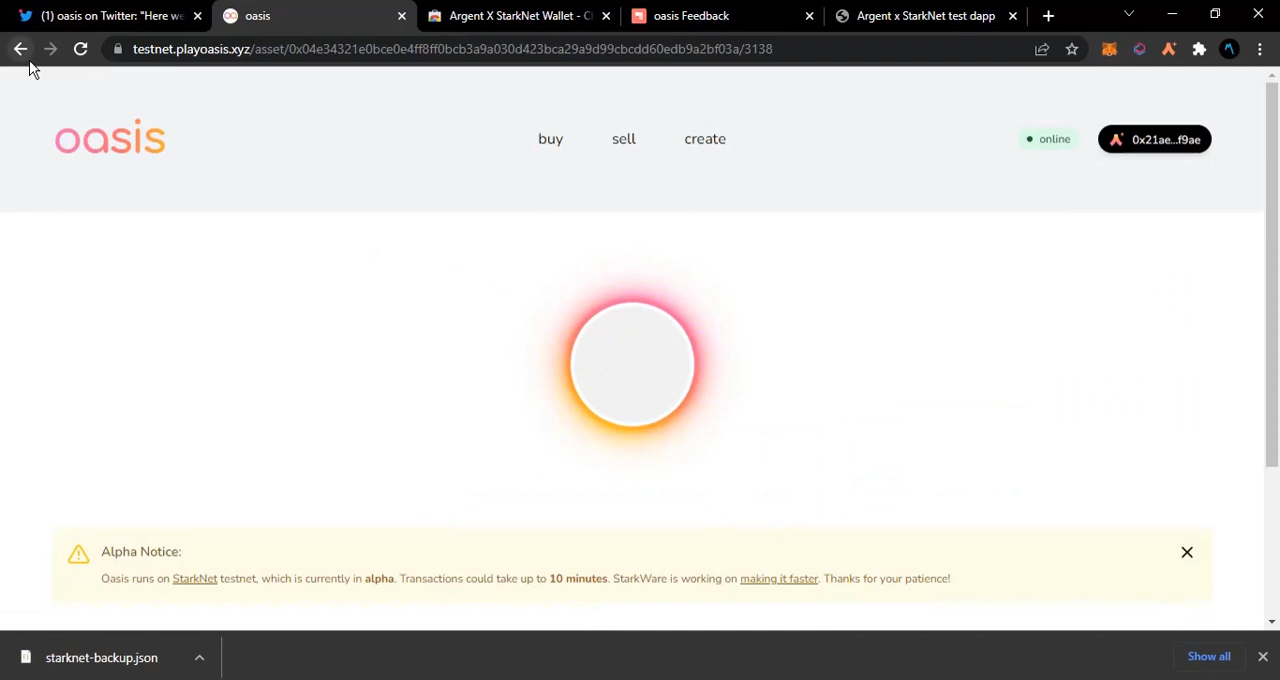 (1) oasis on Twitter: "Here we
oasis
Argent X StarkNet Wallet - C
oasis Feedback
Argent x StarkNet test dapp
testnet.playoasis.xyz/asset/0x04e34321e0bce0e4ff8ff0bcb3a9a030d423bca29a9d99cbcdd60edb9a2bf03a/3138
oasis
buy
sell
create
online
0x21ae...f9ae
Alpha Notice:
Oasis runs on StarkNet testnet, which is currently in alpha. Transactions could take up to 10 minutes. StarkWare is working on making it faster. Thanks for your patience!
starknet-backup.json
Show all